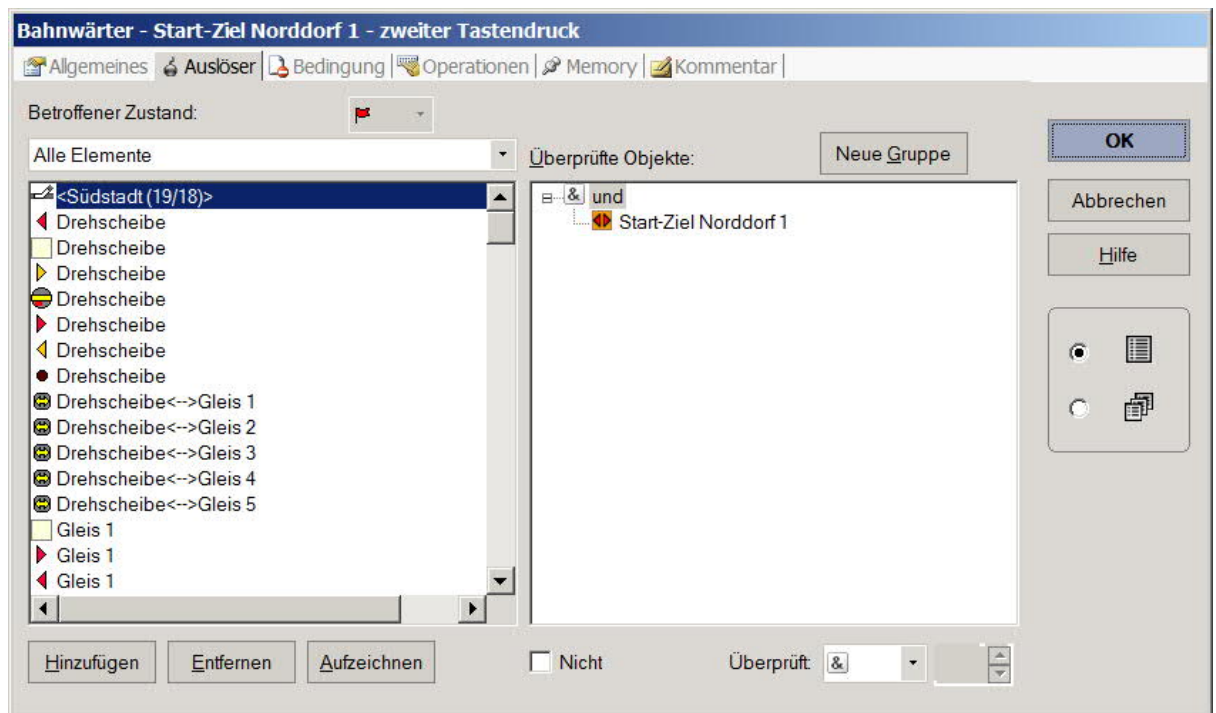 Bahnwärter - Start-Ziel Norddorf 1 - zweiter Tastendruck
Allgemeines Auslöser Bedingung Operationen Memory Kommentar
Betroffener Zustand:
Alle Elemente
Überprüfte Objekte:
Neue Gruppe
OK
<Südstadt (19/18)>
Drehscheibe
Drehscheibe
Drehscheibe
Drehscheibe
Drehscheibe
Drehscheibe
Drehscheibe
Drehscheibe<-->Gleis 1
Drehscheibe<-->Gleis 2
Drehscheibe<-->Gleis 3
Drehscheibe<-->Gleis 4
Drehscheibe<-->Gleis 5
Gleis 1
Gleis 1
Gleis 1
& und
Start-Ziel Norddorf 1
Abbrechen
Hilfe
Hinzufügen Entfernen Aufzeichnen
Nicht
Überprüft: &